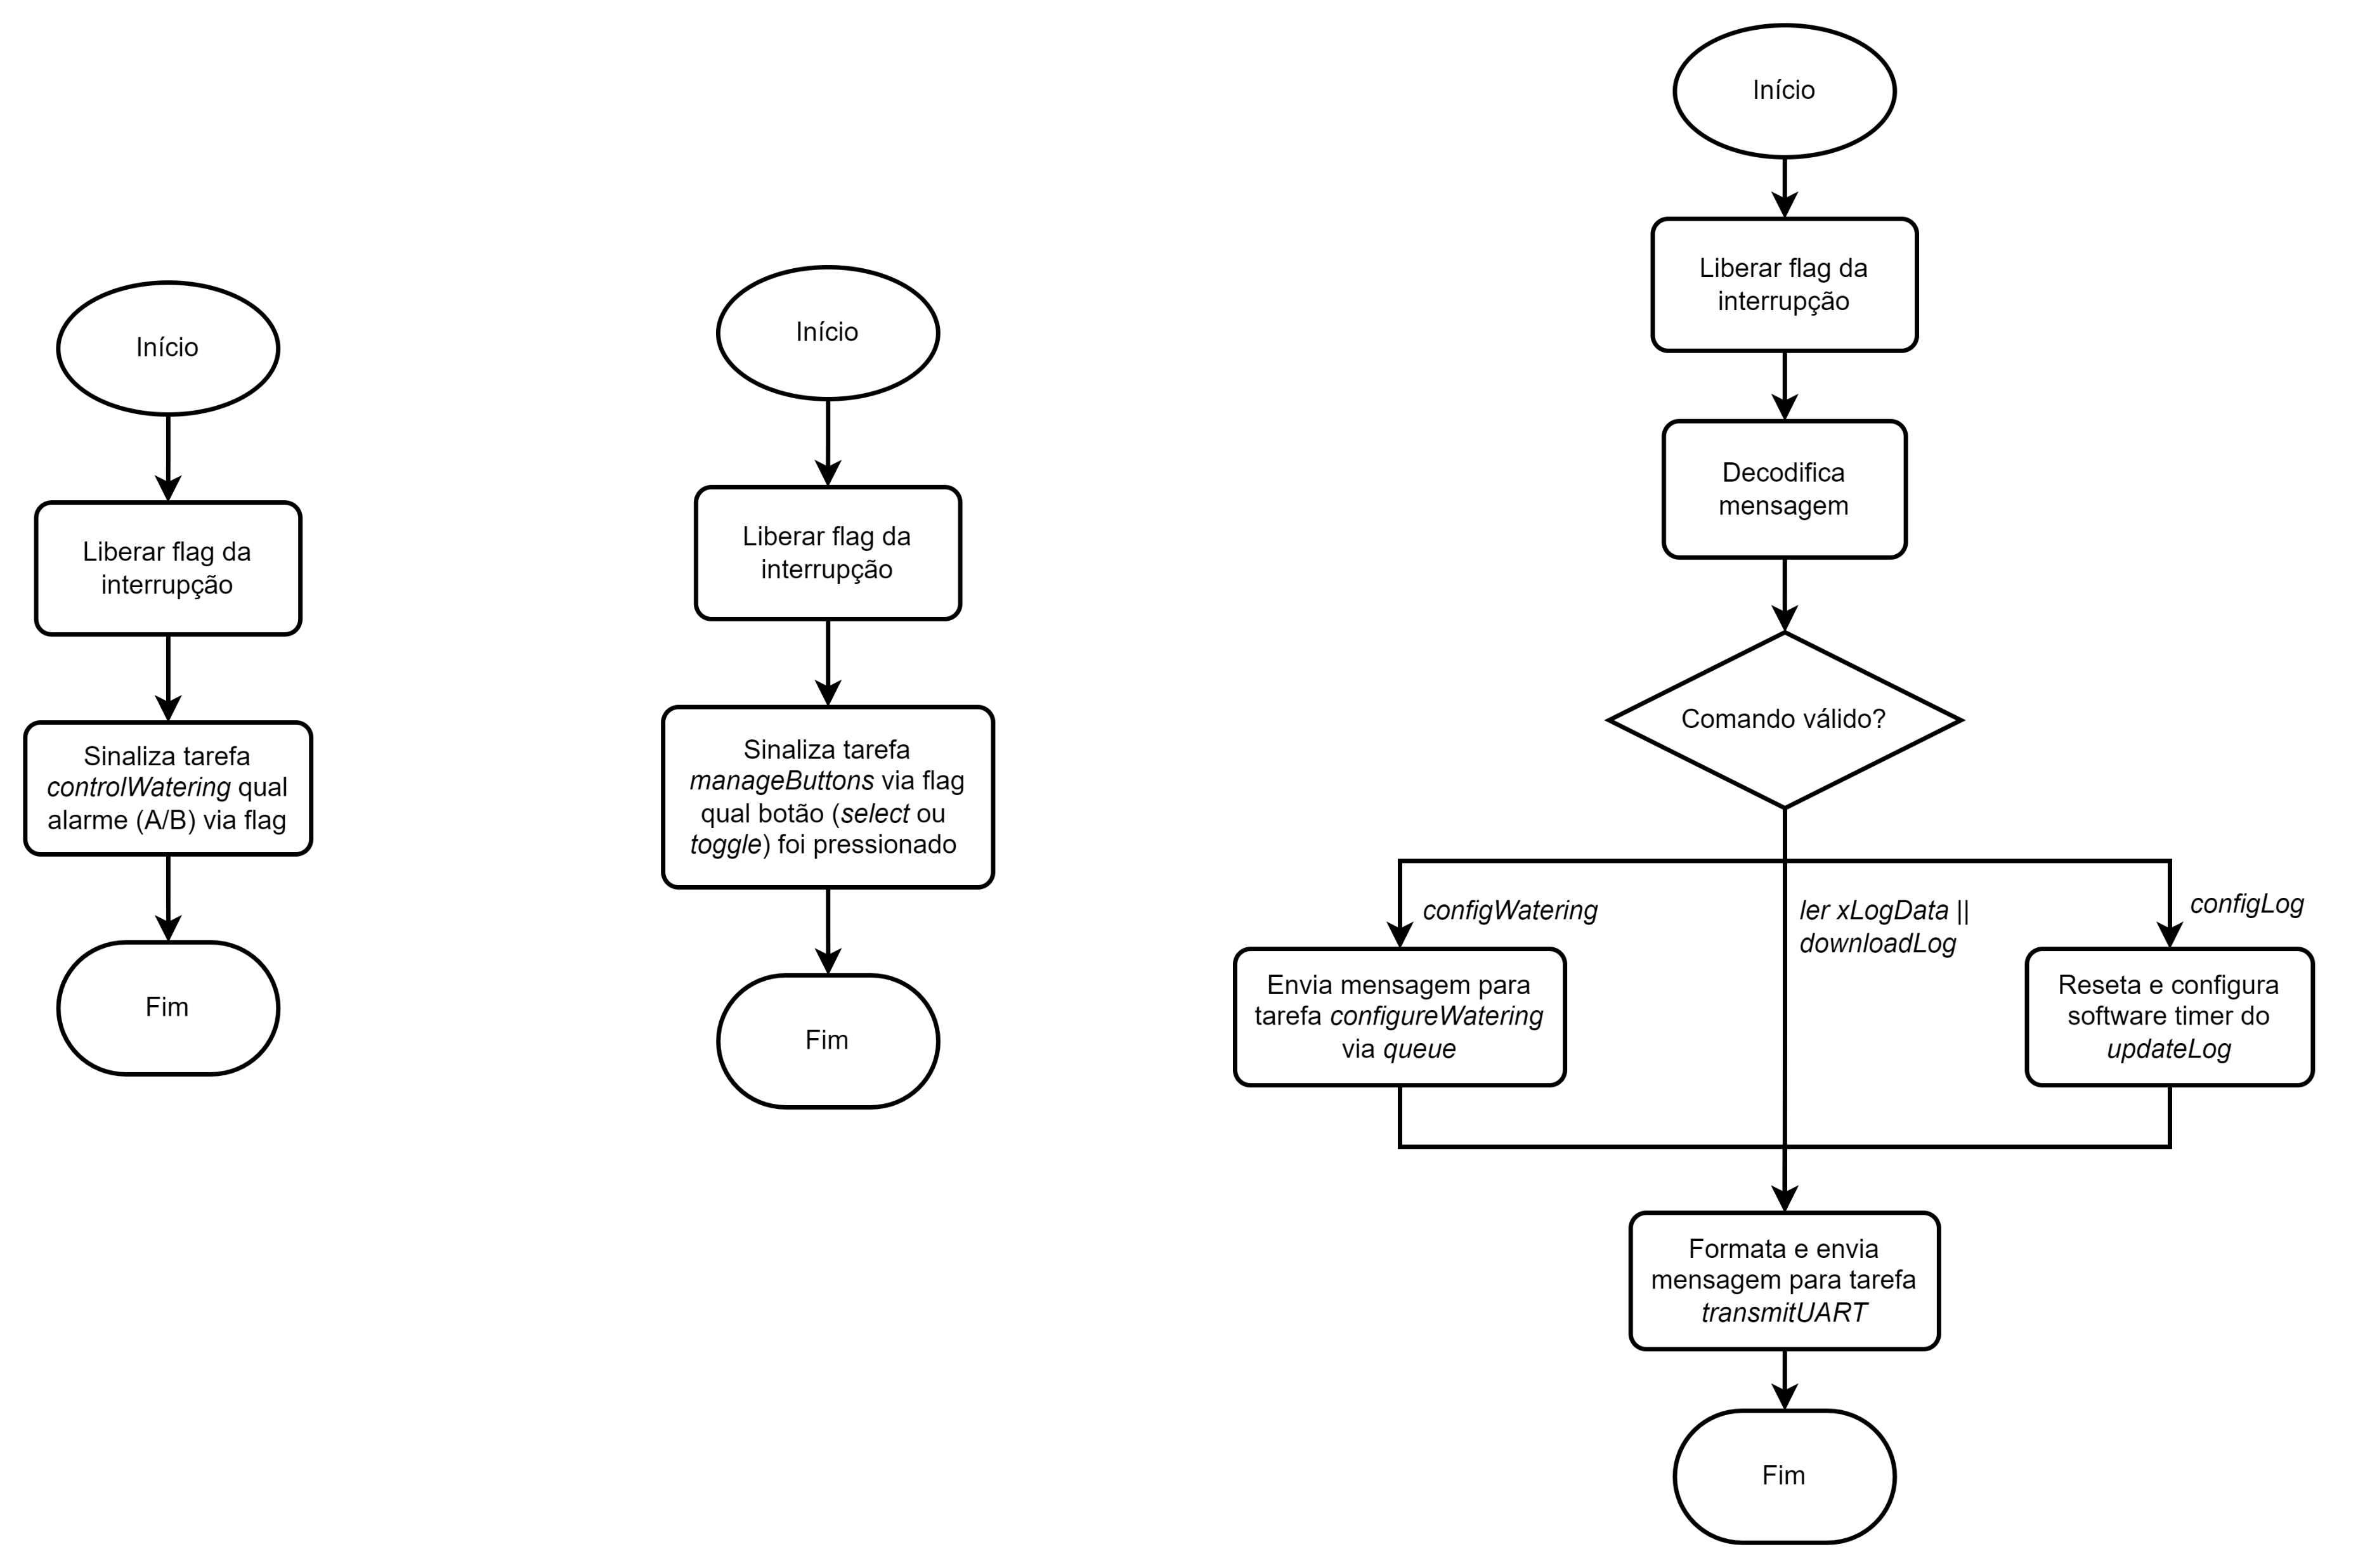 Início
Liberar flag da
interrupção
Sinaliza tarefa
controlWatering qual
alarme (A/B) via flag
Fim
Início
Liberar flag da
interrupção
Sinaliza tarefa
manageButtons via flag
qual botão (select ou
toggle) foi pressionado
Fim
Início
Liberar flag da
interrupção
Decodifica
mensagem
Comando válido?
configWatering
ler xLogData ||
downloadLog
configLog
Envia mensagem para
tarefa configureWatering
via queue
Reseta e configura
software timer do
updateLog
Formata e envia
mensagem para tarefa
transmitUART
Fim